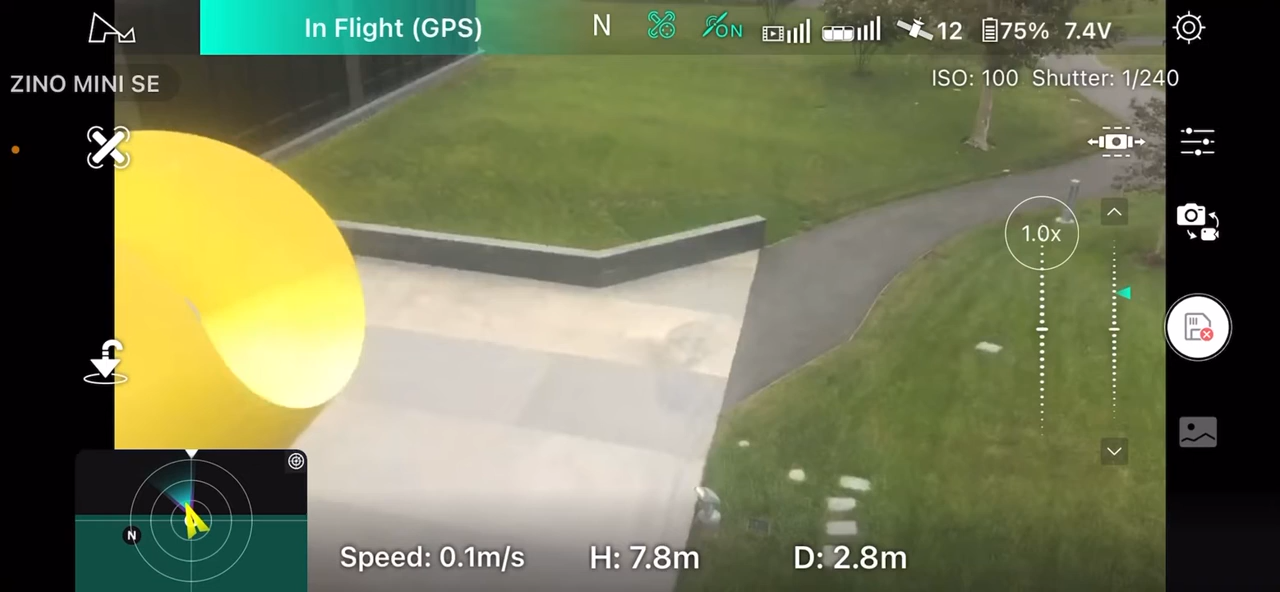 In Flight (GPS)
N
ON
12
75%
7.4V
ZINO MINI SE
ISO: 100 Shutter: 1/240
1.0x
N
Speed: 0.1m/s
H: 7.8m
D: 2.8m